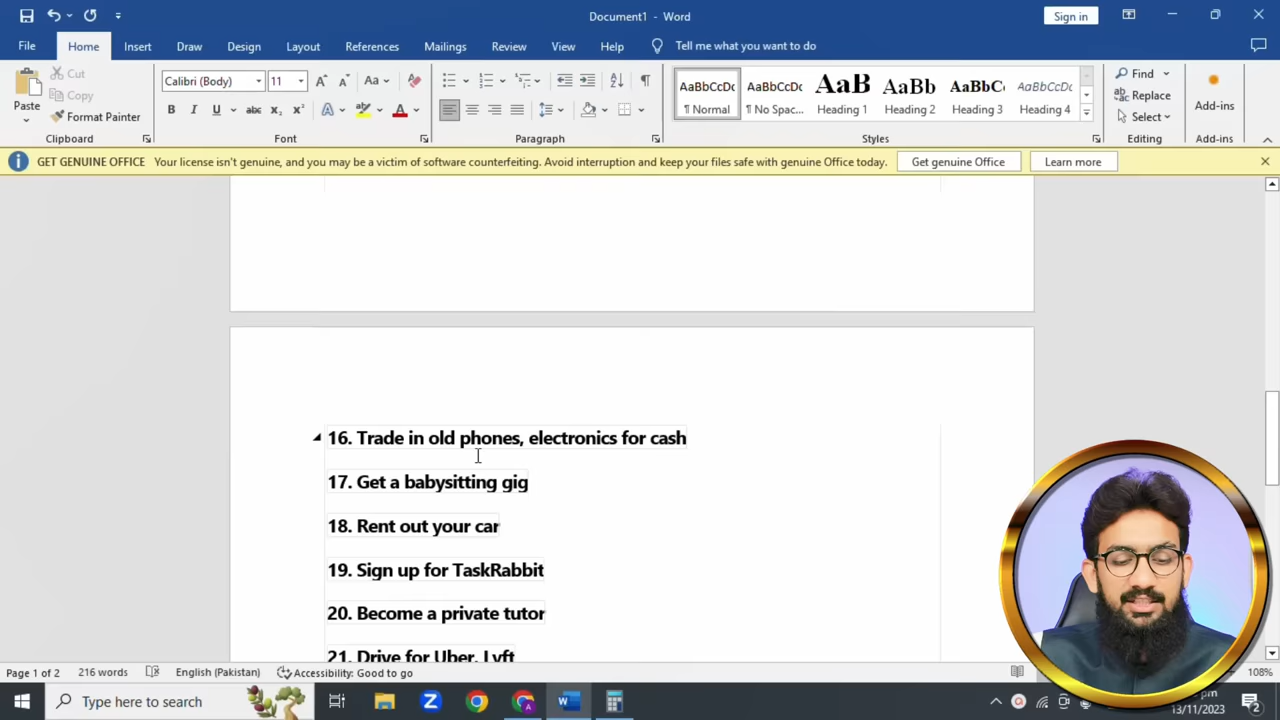 Document1 - Word
Sign in
File Home Insert Draw Design Layout References Mailings Review View Help Tell me what you want to do
Paste
Cut
Copy
Format Painter
Clipboard
Calibri (Body) 11
Font
Paragraph
AaBbCcDc AaBbCcDc AaB AaBb AaBbC AaBbCcDc
¶ Normal ¶ No Spac... Heading 1 Heading 2 Heading 3 Heading 4
Styles
Find
Replace
Select
Editing
Add-ins
Add-ins
GET GENUINE OFFICE Your license isn't genuine, and you may be a victim of software counterfeiting. Avoid interruption and keep your files safe with genuine Office today. Get genuine Office Learn more
16. Trade in old phones, electronics for cash
17. Get a babysitting gig
18. Rent out your car
19. Sign up for TaskRabbit
20. Become a private tutor
21. Drive for Uber, Lyft
Page 1 of 2 216 words English (Pakistan) Accessibility: Good to go 108%
Type here to search
pm
13/11/2023
2